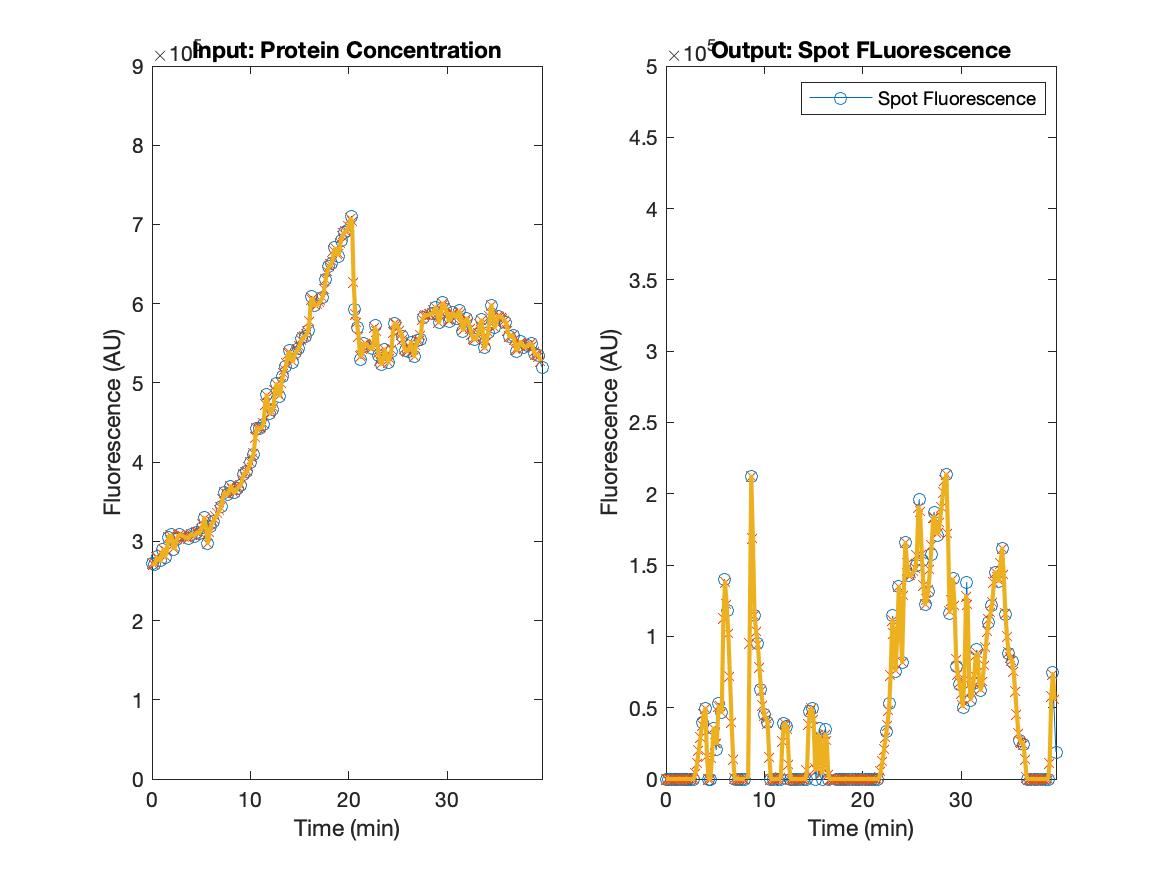 ×10⁵
Input: Protein Concentration
9
8
7
6
5
4
3
2
1
0
0 10 20 30
Fluorescence (AU)
Time (min)
×10⁵
Output: Spot FLuorescence
Spot Fluorescence
5
4.5
4
3.5
3
2.5
2
1.5
1
0.5
0
0 10 20 30
Fluorescence (AU)
Time (min)